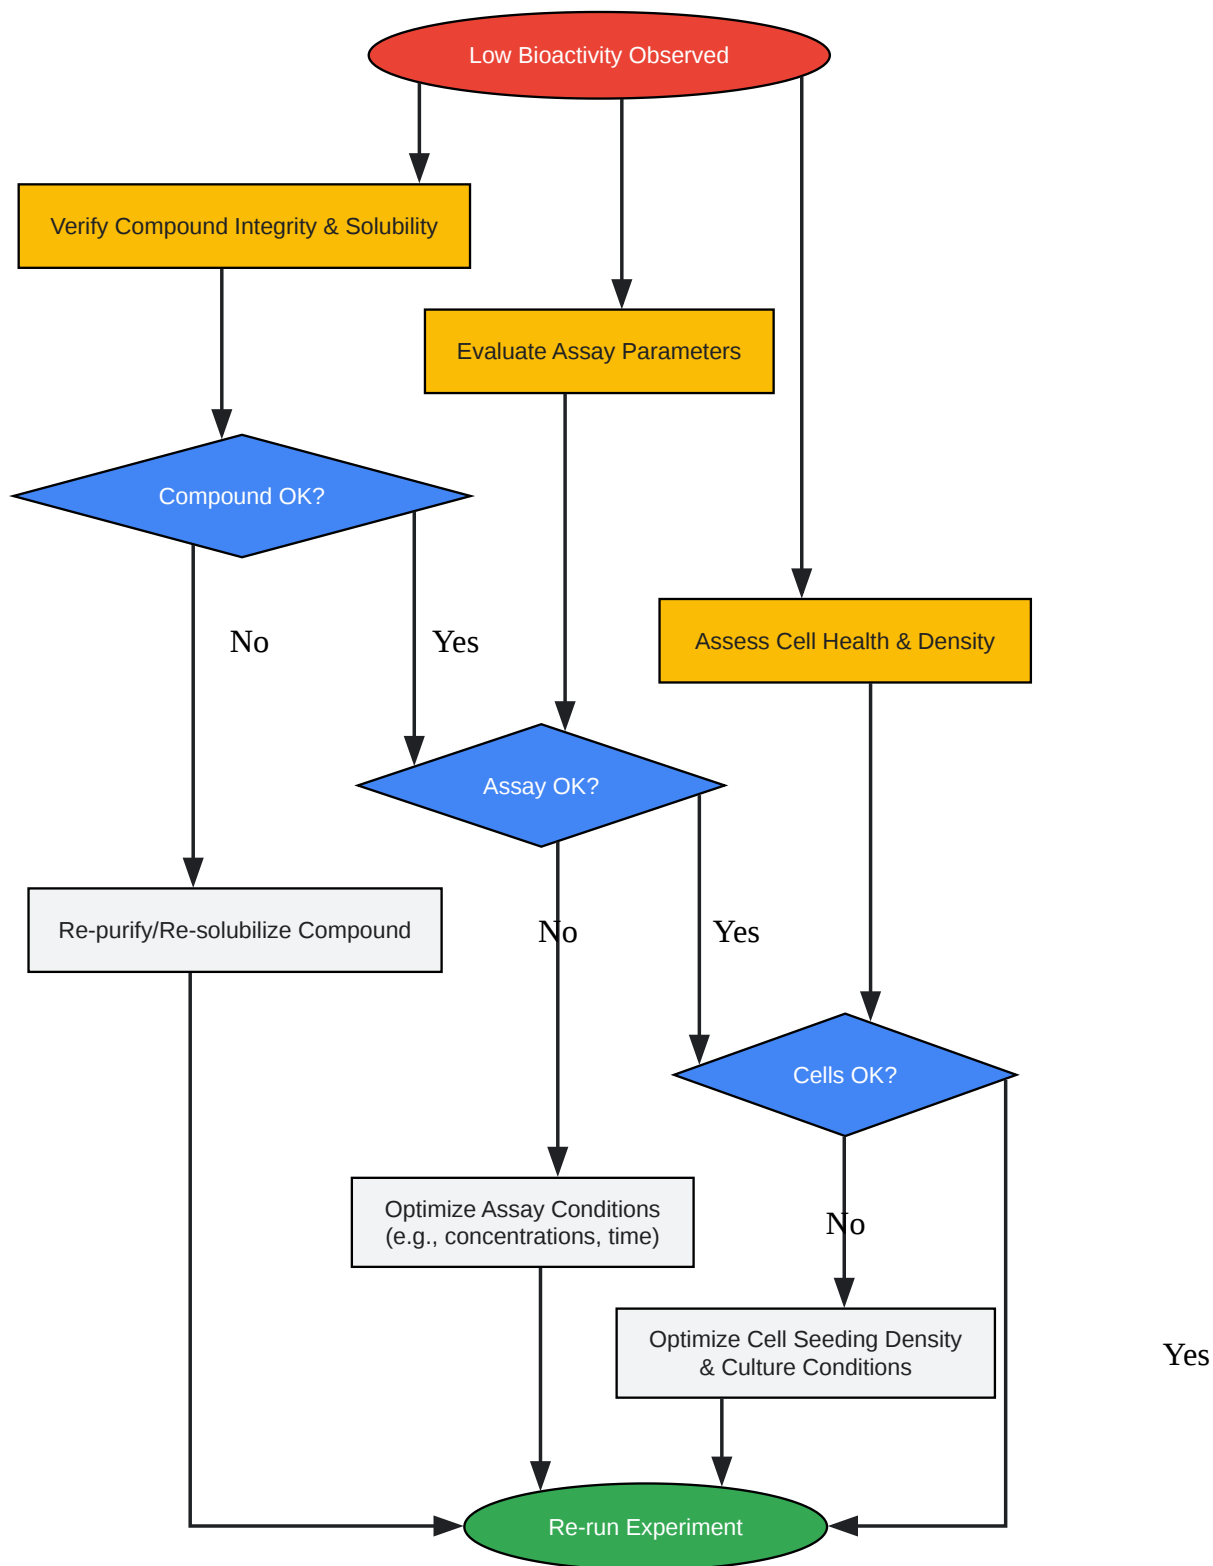 Low Bioactivity Observed
Verify Compound Integrity & Solubility
Evaluate Assay Parameters
Compound OK?
No
Yes
Assess Cell Health & Density
Assay OK?
Re-purify/Re-solubilize Compound
No
Yes
Cells OK?
Optimize Assay Conditions
(e.g., concentrations, time)
No
Optimize Cell Seeding Density
& Culture Conditions
Yes
Re-run Experiment